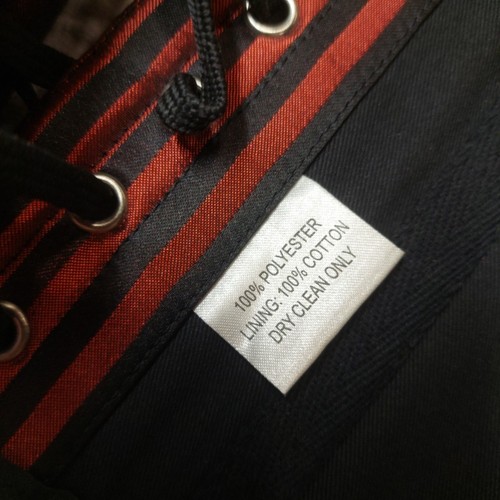 100% POLYESTER
LINING: 100% COTTON
DRY CLEAN ONLY